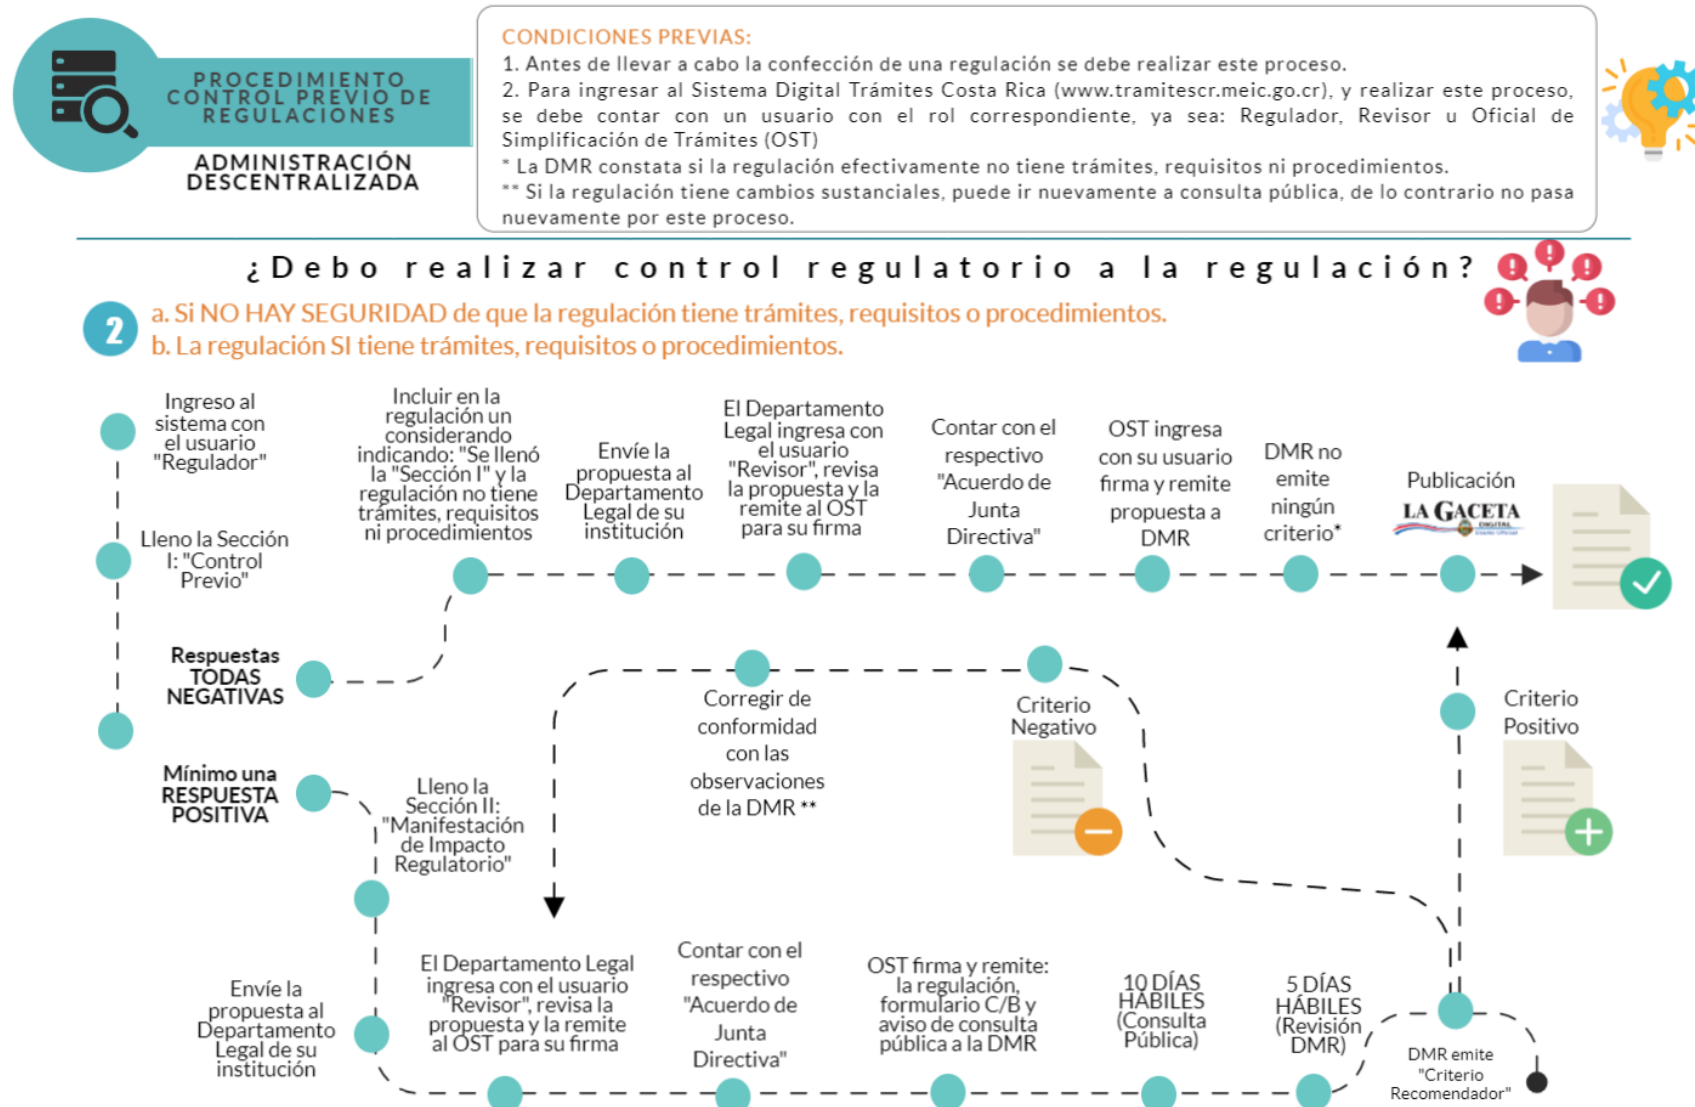 PROCEDIMIENTO
CONTROL PREVIO DE
REGULACIONES
ADMINISTRACIÓN
DESCENTRALIZADA
CONDICIONES PREVIAS:
1. Antes de llevar a cabo la confección de una regulación se debe realizar este proceso.
2. Para ingresar al Sistema Digital Trámites Costa Rica (www.tramitescr.meic.go.cr), y realizar este proceso,
se debe contar con un usuario con el rol correspondiente, ya sea: Regulador, Revisor u Oficial de
Simplificación de Trámites (OST)
* La DMR constata si la regulación efectivamente no tiene trámites, requisitos ni procedimientos.
** Si la regulación tiene cambios sustanciales, puede ir nuevamente a consulta pública, de lo contrario no pasa
nuevamente por este proceso.
¿Debo realizar control regulatorio a la regulación?
2
a. Si NO HAY SEGURIDAD de que la regulación tiene trámites, requisitos o procedimientos.
b. La regulación SI tiene trámites, requisitos o procedimientos.
Ingreso al
sistema con
el usuario
"Regulador"
Lleno la Sección
I: "Control
Previo"
Respuestas
TODAS
NEGATIVAS
Incluir en la
regulación un
considerando
indicando: "Se llenó
la "Sección I" y la
regulación no tiene
trámites, requisitos
ni procedimientos
Envíe la
propuesta al
Departamento
Legal de su
institución
El Departamento
Legal ingresa con
el usuario
"Revisor", revisa
la propuesta y la
remite al OST
para su firma
Contar con el
respectivo
"Acuerdo de
Junta
Directiva"
OST ingresa
con su usuario
firma y remite
propuesta a
DMR
DMR no
emite
ningún
criterio*
Publicación
LA GACETA
DIGITAL
Mínimo una
RESPUESTA
POSITIVA
Lleno la
Sección II:
"Manifestación
de Impacto
Regulatorio"
Corregir de
conformidad
con las
observaciones
de la DMR **
Criterio
Negativo
Criterio
Positivo
Envíe la
propuesta al
Departamento
Legal de su
institución
El Departamento Legal
ingresa con el usuario
"Revisor", revisa la
propuesta y la remite
al OST para su firma
Contar con el
respectivo
"Acuerdo de
Junta
Directiva"
OST firma y remite:
la regulación,
formulario C/B y
aviso de consulta
pública a la DMR
10 DÍAS
HÁBILES
(Consulta
Pública)
5 DÍAS
HÁBILES
(Revisión
DMR)
DMR emite
"Criterio
Recomendador"